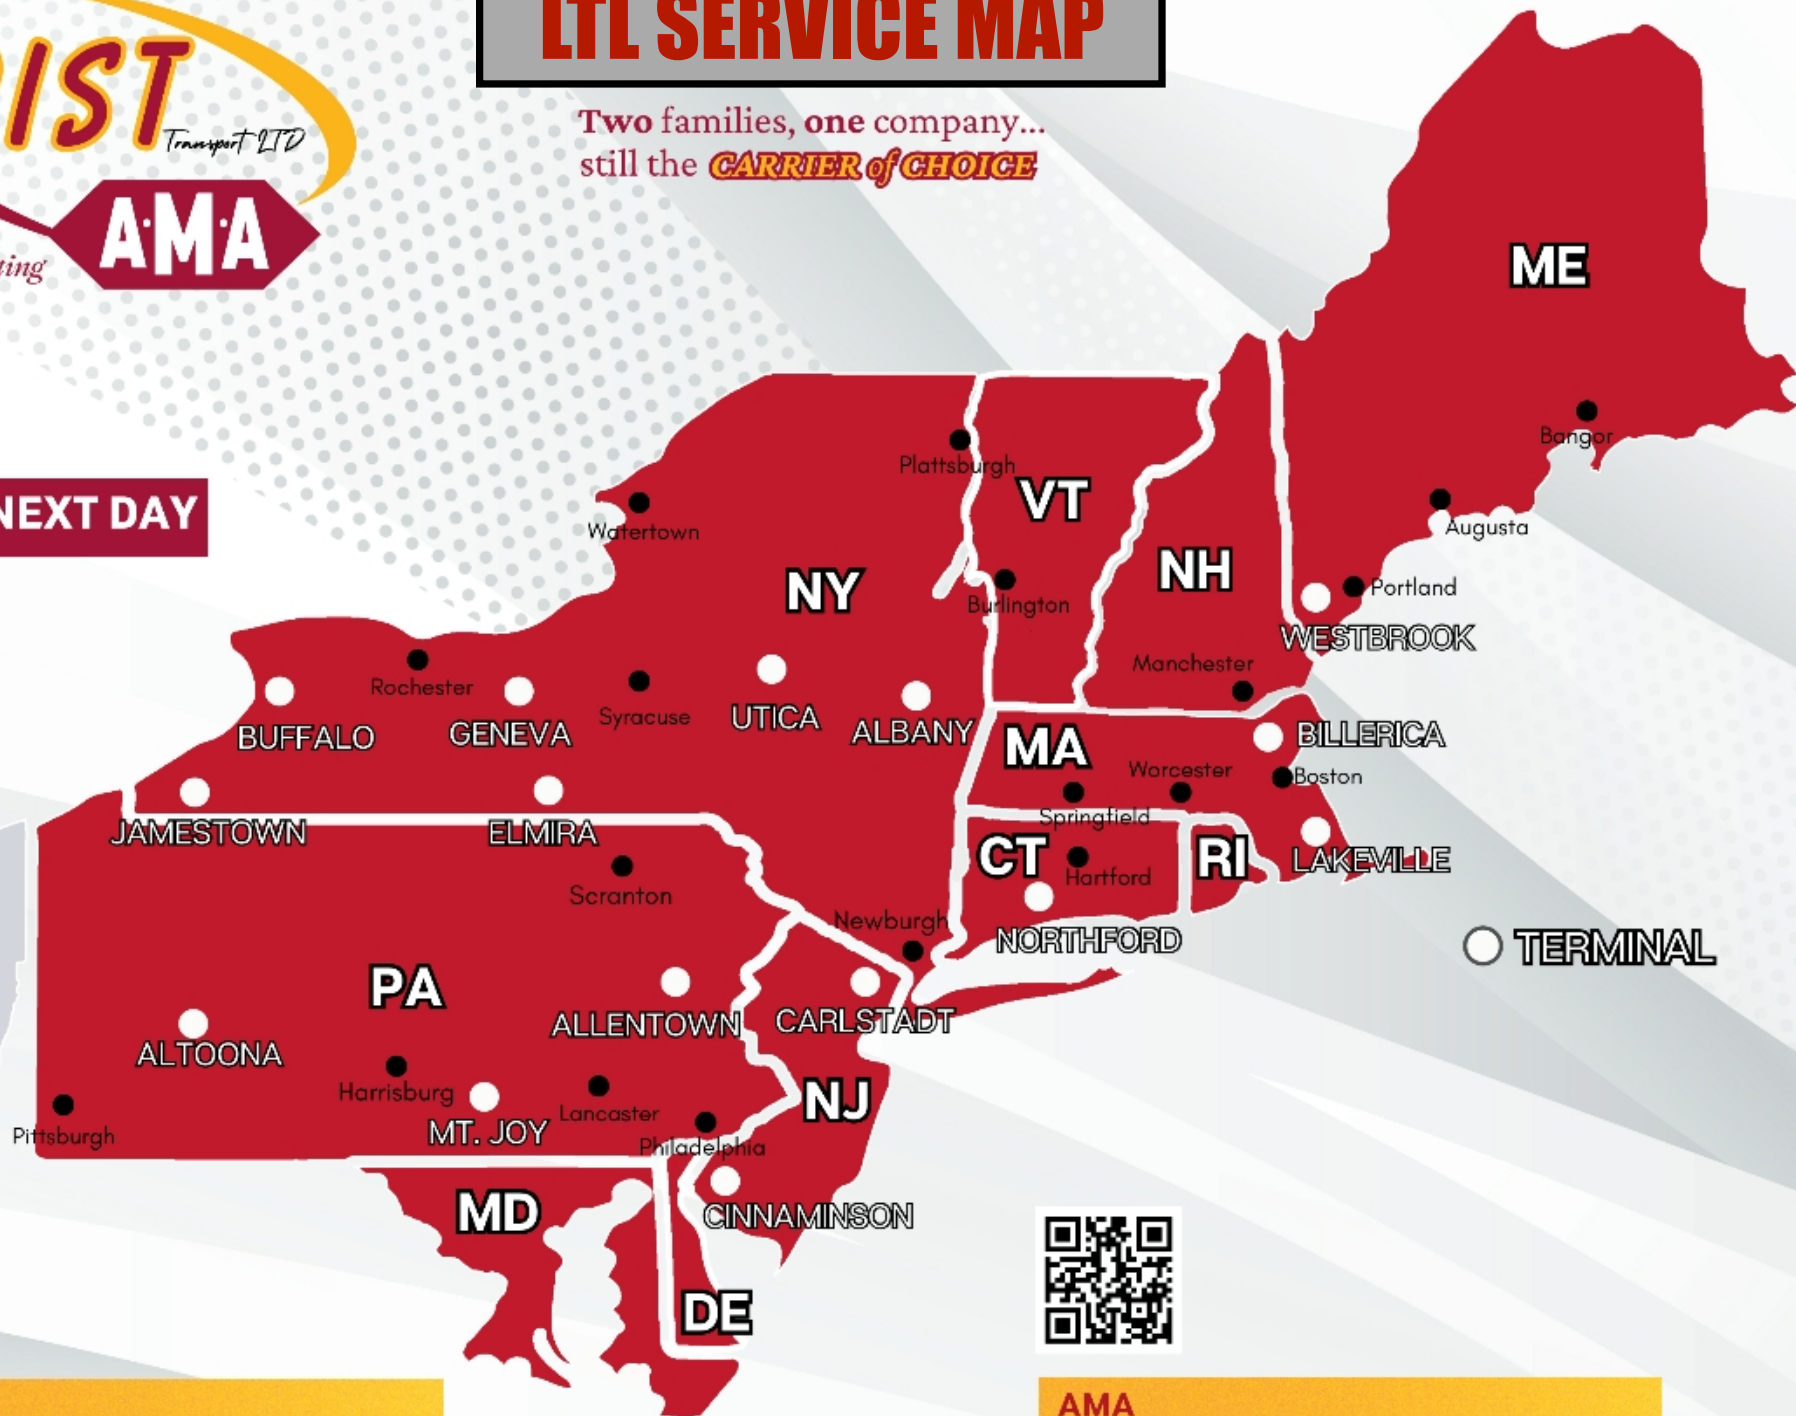 LTL SERVICE MAP
IST
Transport LTD
A·M·A
ting
Two families, one company...
still the CARRIER of CHOICE
NEXT DAY
ME
Bangor
Augusta
Portland
WESTBROOK
Plattsburgh
VT
Watertown
NY
NH
Burlington
Manchester
Rochester
BUFFALO
GENEVA
Syracuse
UTICA
ALBANY
MA
BILLERICA
Worcester
Boston
JAMESTOWN
ELMIRA
Springfield
CT
Hartford
RI
LAKEVILLE
Scranton
Newburgh
NORTHFORD
TERMINAL
PA
ALLENTOWN
CARLSTADT
ALTOONA
Harrisburg
MT. JOY
Lancaster
NJ
Pittsburgh
Philadelphia
MD
CINNAMINSON
DE
AMA